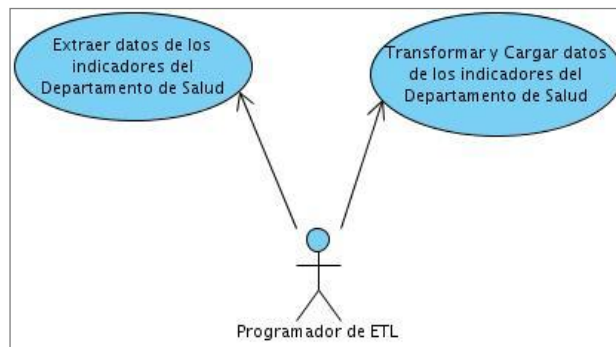 Extraer datos de los
indicadores del
Departamento de Salud
Transformar y Cargar datos
de los indicadores del
Departamento de Salud
Programador de ETL